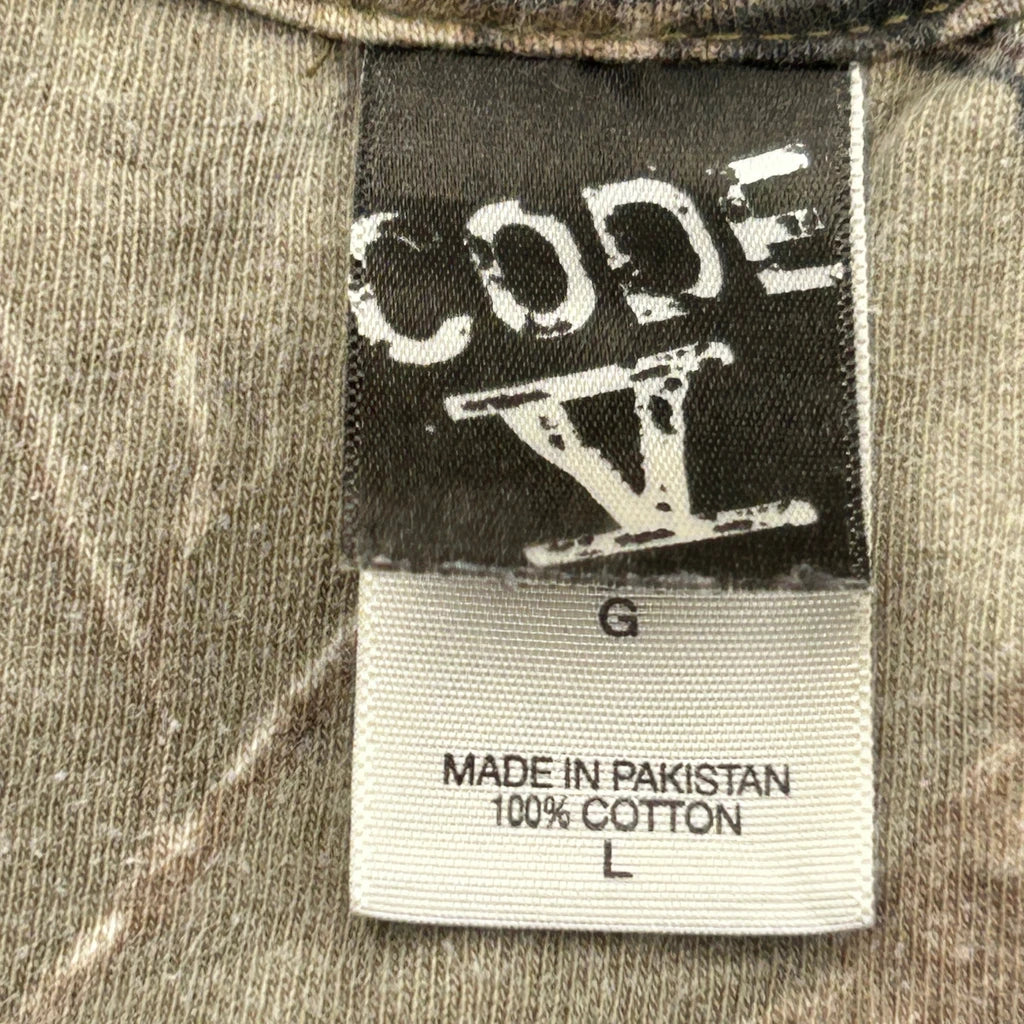 CODE
V
G
MADE IN PAKISTAN
100% COTTON
L